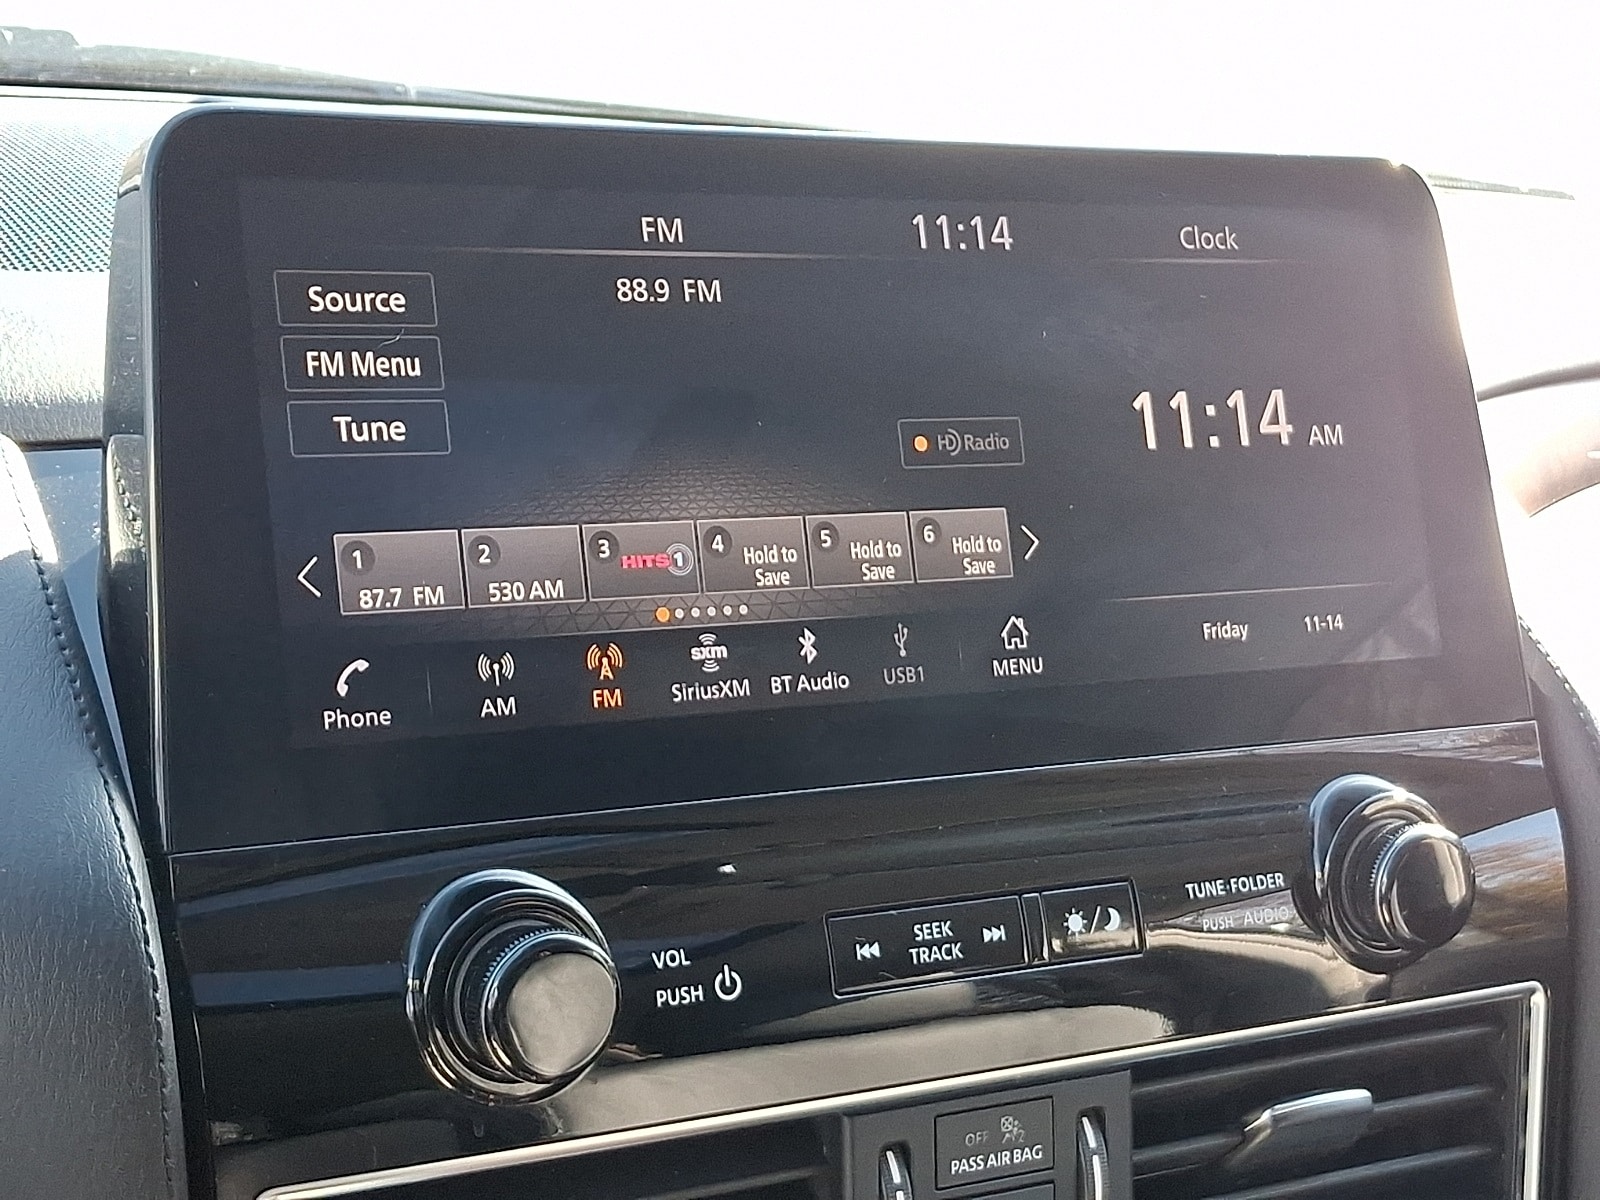 FM
11:14
Clock
Source
88.9 FM
FM Menu
Tune
HD Radio
11:14 AM
1
87.7 FM
2
530 AM
3
HITS 1
4
Hold to
Save
5
Hold to
Save
6
Hold to
Save
Friday
11-14
Phone
AM
A
FM
sxm
SiriusXM
BT Audio
USB1
MENU
VOL
PUSH
SEEK
TRACK
TUNE·FOLDER
PUSH AUDIO
OFF
2
PASS AIR BAG